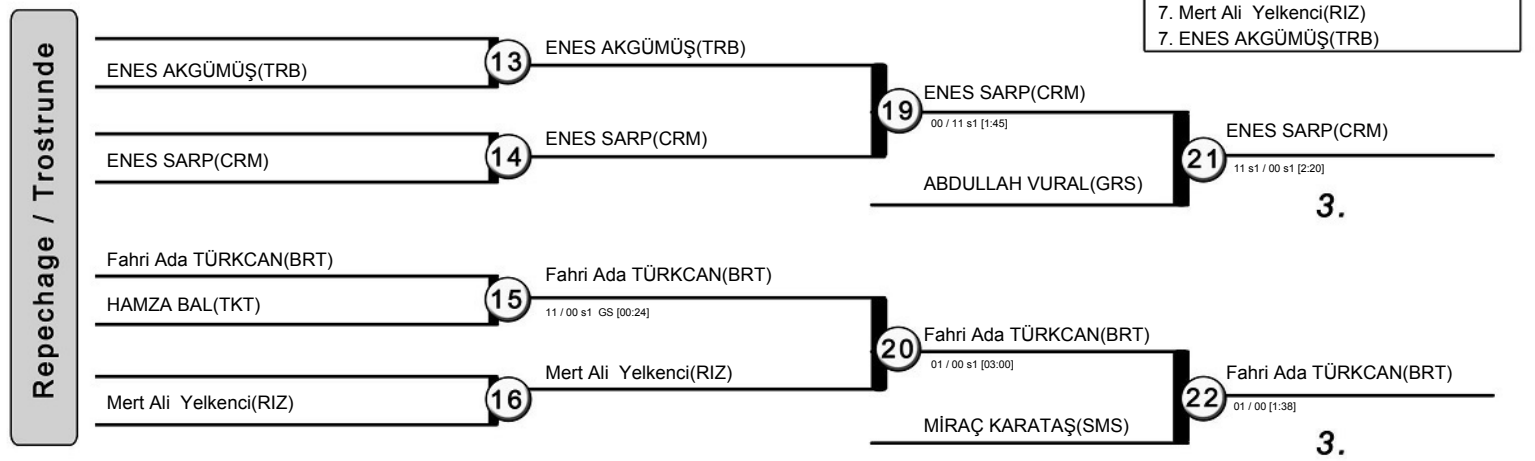 7. Mert Ali Yelkenci(RIZ)
7. ENES AKGÜMÜŞ(TRB)
Repechage / Trostrunde
ENES AKGÜMÜŞ(TRB)
13
ENES AKGÜMÜŞ(TRB)
ENES SARP(CRM)
14
ENES SARP(CRM)
19
ENES SARP(CRM)
00 / 11 s1 [1:45]
ABDULLAH VURAL(GRS)
21
ENES SARP(CRM)
11 s1 / 00 s1 [2:20]
3.
Fahri Ada TÜRKCAN(BRT)
HAMZA BAL(TKT)
15
Fahri Ada TÜRKCAN(BRT)
11 / 00 s1 GS [00:24]
Mert Ali Yelkenci(RIZ)
16
Mert Ali Yelkenci(RIZ)
20
Fahri Ada TÜRKCAN(BRT)
01 / 00 s1 [03:00]
MİRAÇ KARATAŞ(SMS)
22
Fahri Ada TÜRKCAN(BRT)
01 / 00 [1:38]
3.